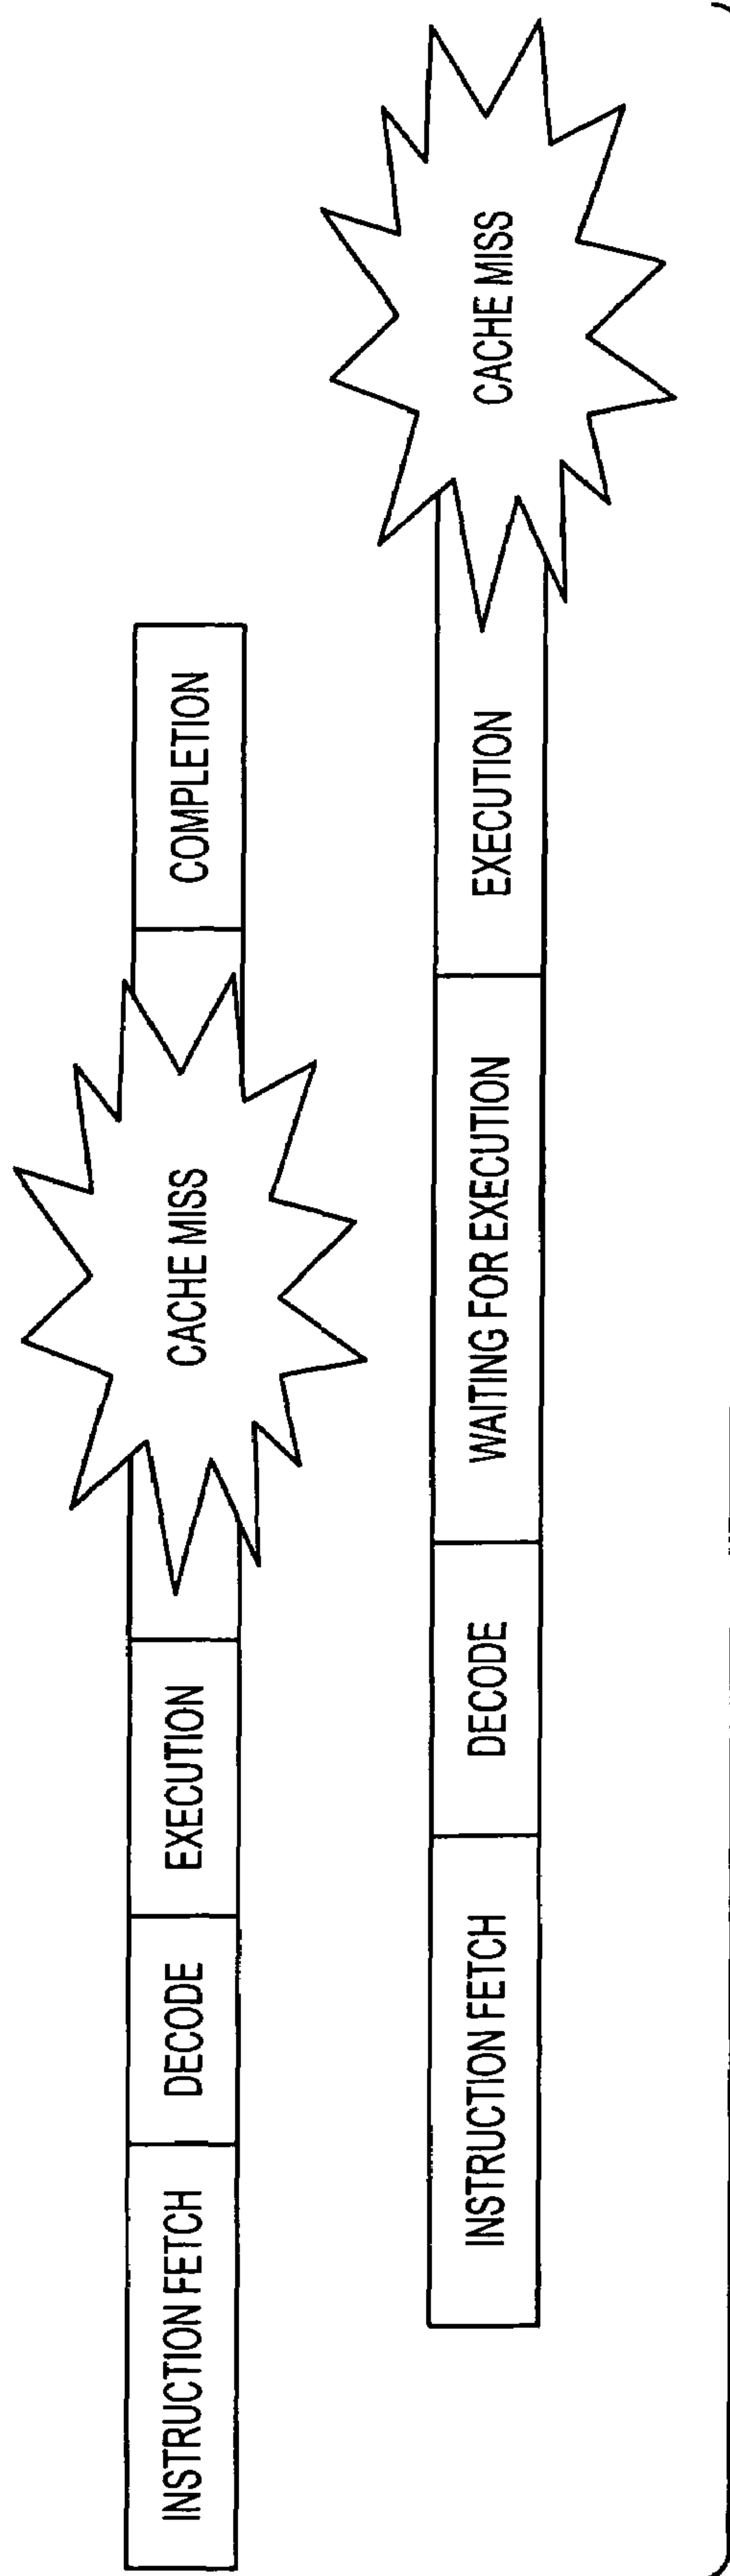 INSTRUCTION FETCH
DECODE
EXECUTION
CACHE MISS
COMPLETION
INSTRUCTION FETCH
DECODE
WAITING FOR EXECUTION
EXECUTION
CACHE MISS